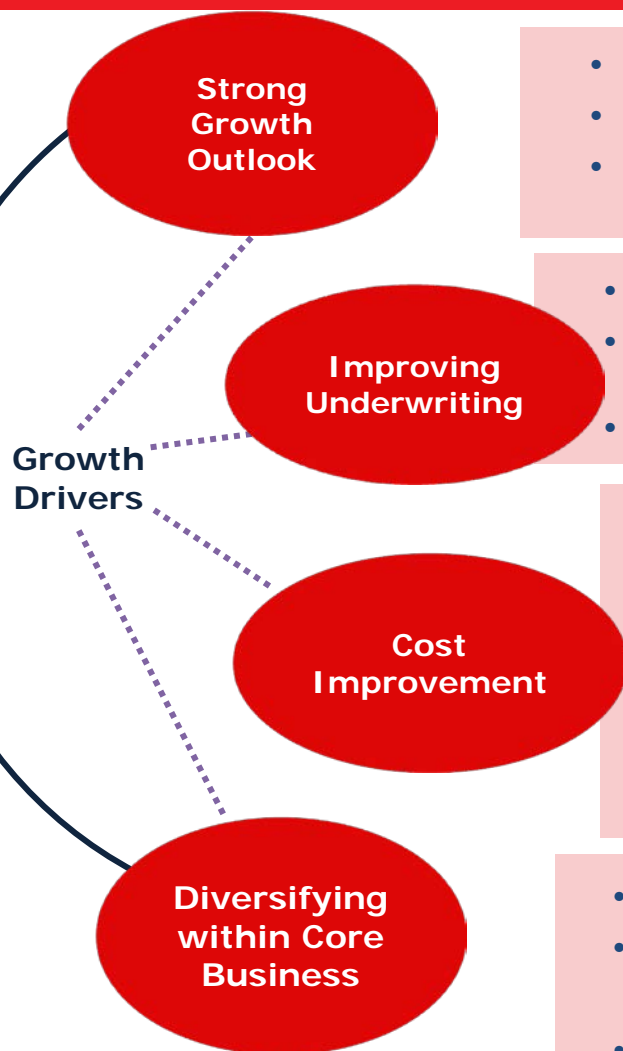 Strong
Growth
Outlook
Improving
Underwriting
Growth
Drivers
Cost
Improvement
Diversifying
within Core
Business